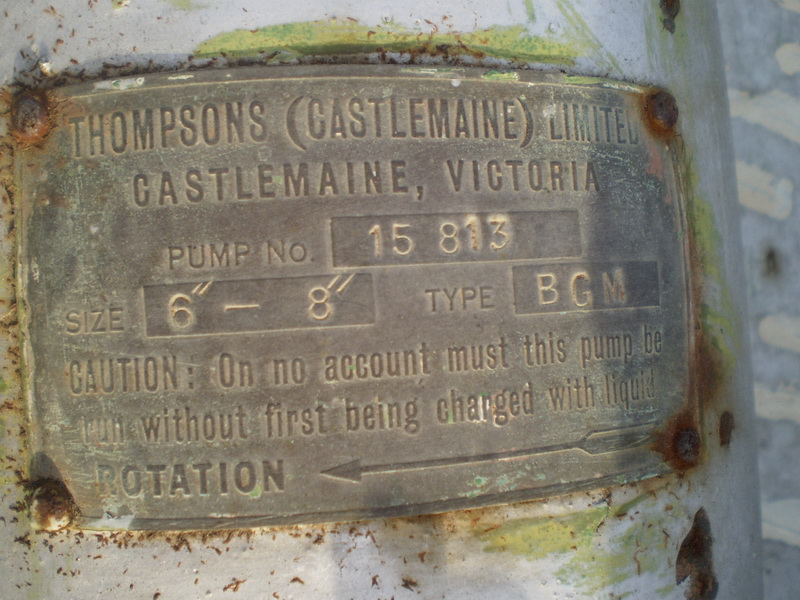 THOMPSONS (CASTLEMAINE) LIMITED
CASTLEMAINE, VICTORIA
PUMP No. 15 813
SIZE 6" — 8" TYPE BGM
CAUTION: On no account must this pump be
run without first being charged with liquid
ROTATION